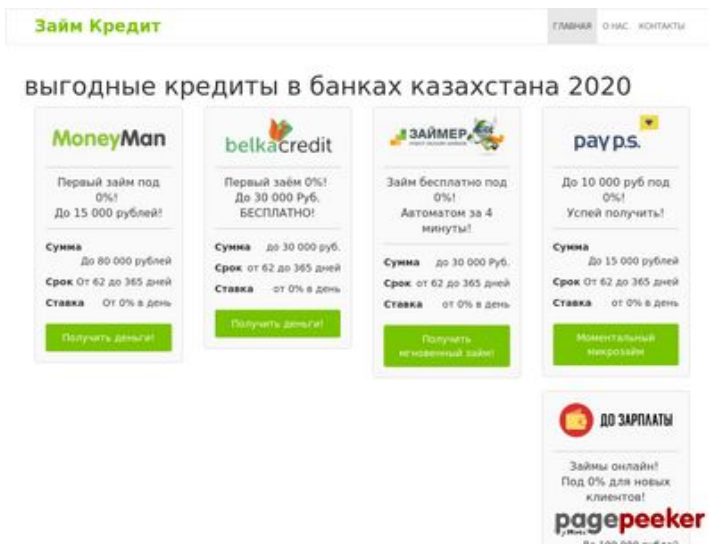 Займ Кредит
ГЛАВНАЯ О НАС КОНТАКТЫ
выгодные кредиты в банках казахстана 2020
MoneyMan
Первый займ под
0%!
До 15 000 рублей!
Сумма
До 80 000 рублей
Срок От 62 до 365 дней
Ставка От 0% в день
Получить деньги!
belkacredit
Первый заём 0%!
До 30 000 Руб.
БЕСПЛАТНО!
Сумма до 30 000 руб.
Срок от 62 до 365 дней
Ставка от 0% в день
Получить деньги!
ЗАЙМЕР
Займ бесплатно под
0%!
Автоматом за 4
минуты!
Сумма до 30 000 Руб.
Срок от 62 до 365 дней
Ставка от 0% в день
Получить
мгновенный займ!
pay p.s.
До 10 000 руб под
0%!
Успей получить!
Сумма
До 15 000 рублей
Срок От 62 до 365 дней
Ставка от 0% в день
Моментальный
микрозайм
ДО ЗАРПЛАТЫ
Займы онлайн!
Под 0% для новых
клиентов!
pagepeeker
До 100 000 рублей